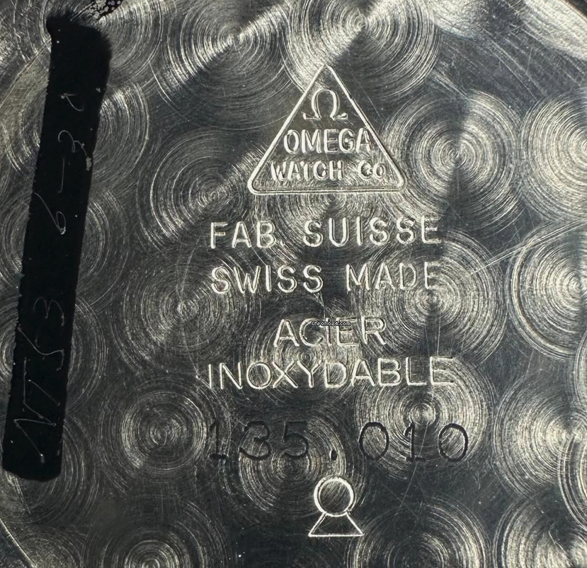 Ω
OMEGA
WATCH CO
FAB. SUISSE
SWISS MADE
ACIER
INOXYDABLE
135.010